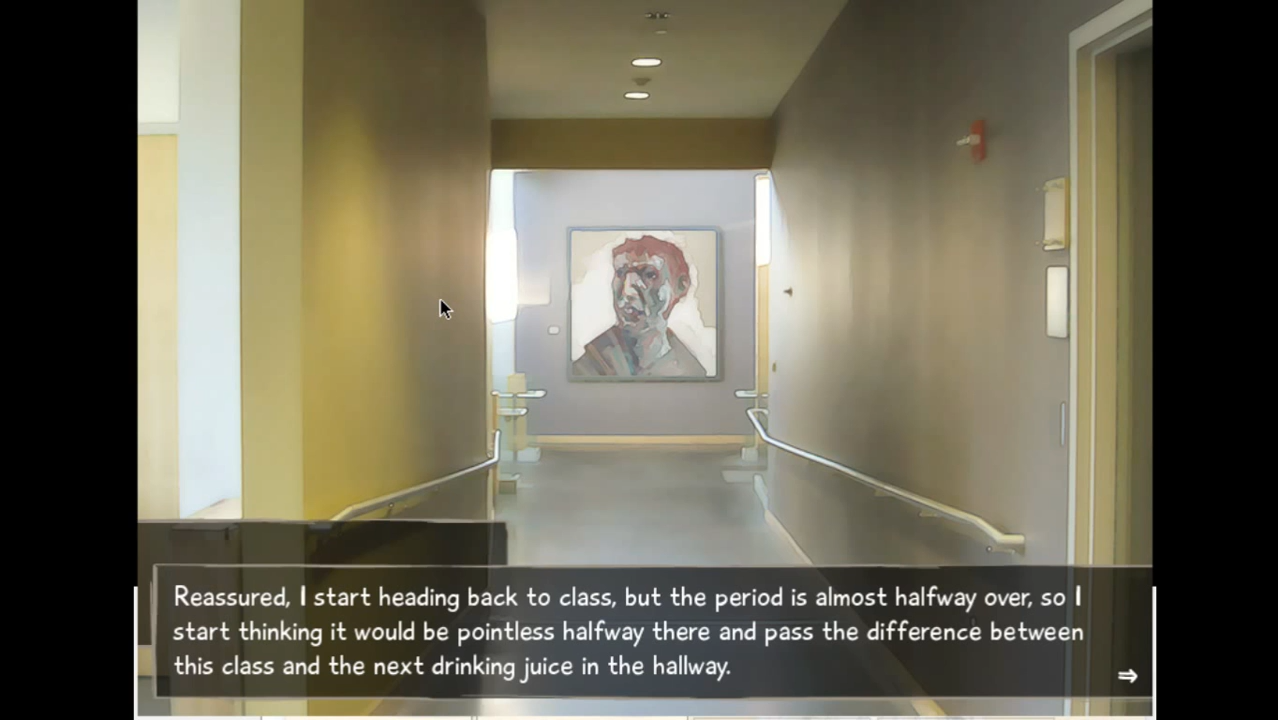 Reassured, I start heading back to class, but the period is almost halfway over, so I
start thinking it would be pointless halfway there and pass the difference between
this class and the next drinking juice in the hallway.